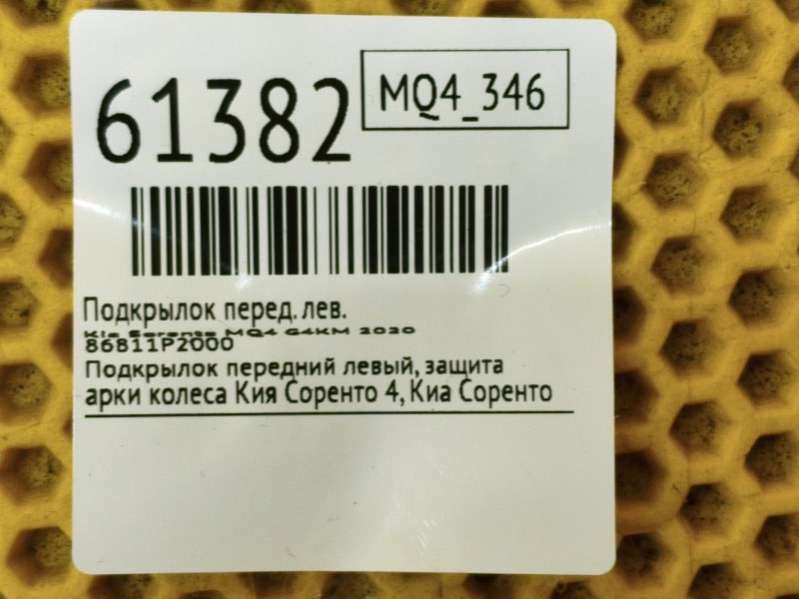 61382
MQ4_346
Подкрылок перед. лев.
Kia Sorento MQ4 G4KM 2020
86811P2000
Подкрылок передний левый, защита
арки колеса Кия Соренто 4, Киа Соренто